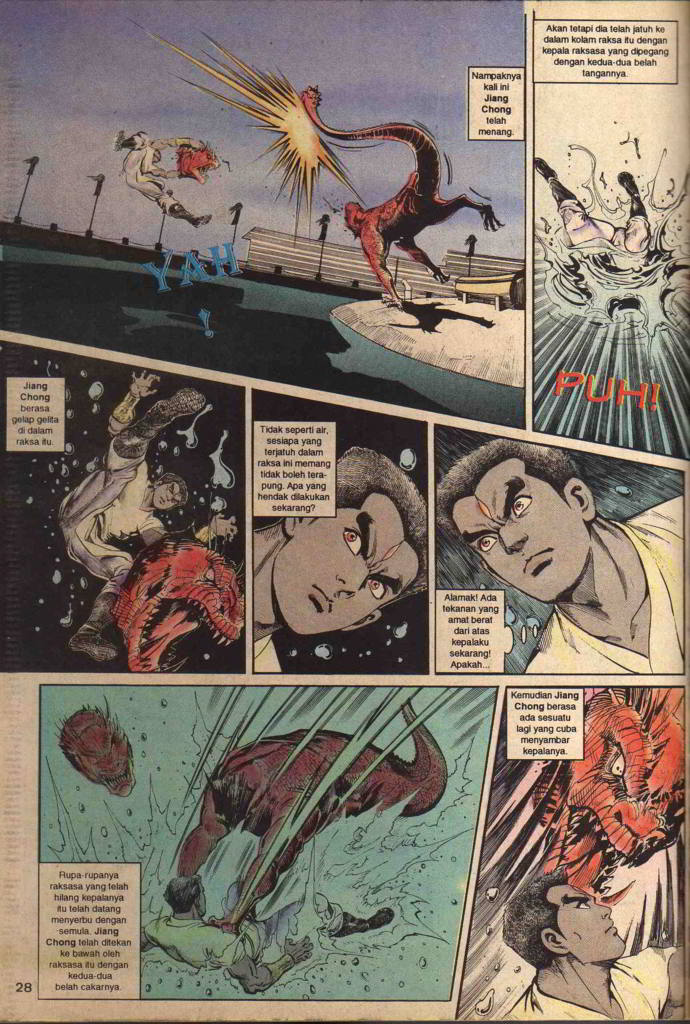 Nampaknya
kali ini
Jiang
Chong
telah
menang.
YAH
!
Akan tetapi dia telah jatuh ke
dalam kolam raksa itu dengan
kepala raksasa yang dipegang
dengan kedua-dua belah
tangannya.
PUH!
Jiang
Chong
berasa
gelap gelita
di dalam
raksa itu.
Tidak seperti air,
sesiapa yang
terjatuh dalam
raksa ini memang
tidak boleh tera-
pung. Apa yang
hendak dilakukan
sekarang?
Alamak! Ada
tekanan yang
amat berat
dari atas
kepalaku
sekarang!
Apakah...
Rupa-rupanya
raksasa yang telah
hilang kepalanya
itu telah datang
menyerbu dengan
semula. Jiang
Chong telah ditekan
ke bawah oleh
raksasa itu dengan
kedua-dua
belah cakarnya.
Kemudian Jiang
Chong berasa
ada sesuatu
lagi yang cuba
menyambar
kepalanya.
28